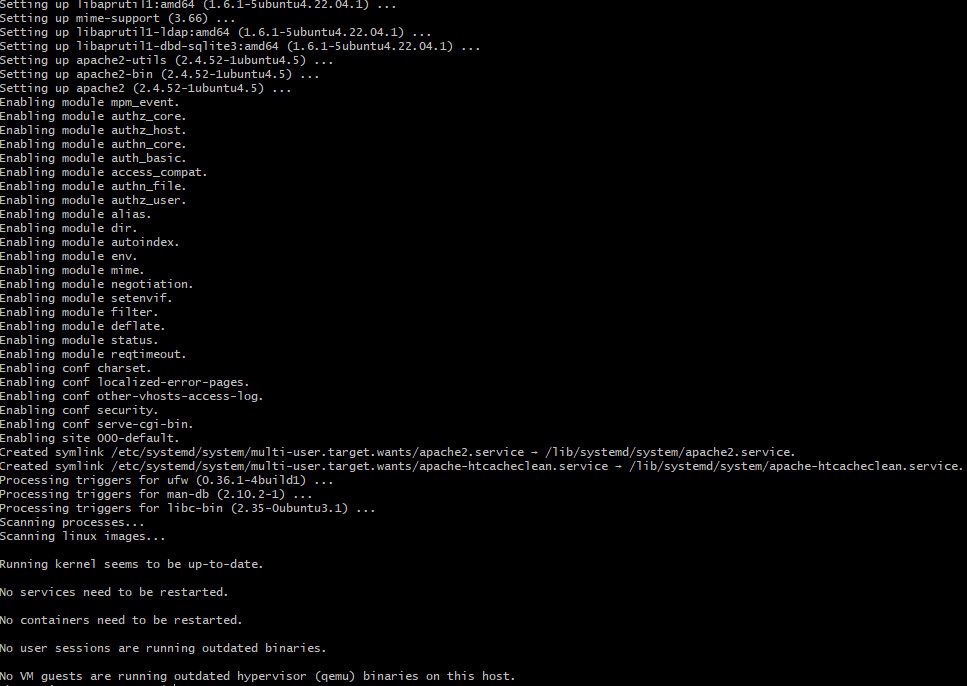 Setting up libaprutil1:amd64 (1.6.1-5ubuntu4.22.04.1) ...
Setting up mime-support (3.66) ...
Setting up libaprutil1-ldap:amd64 (1.6.1-5ubuntu4.22.04.1) ...
Setting up libaprutil1-dbd-sqlite3:amd64 (1.6.1-5ubuntu4.22.04.1) ...
Setting up apache2-utils (2.4.52-1ubuntu4.5) ...
Setting up apache2-bin (2.4.52-1ubuntu4.5) ...
Setting up apache2 (2.4.52-1ubuntu4.5) ...
Enabling module mpm_event.
Enabling module authz_core.
Enabling module authz_host.
Enabling module authn_core.
Enabling module auth_basic.
Enabling module access_compat.
Enabling module authn_file.
Enabling module authz_user.
Enabling module alias.
Enabling module dir.
Enabling module autoindex.
Enabling module env.
Enabling module mime.
Enabling module negotiation.
Enabling module setenvif.
Enabling module filter.
Enabling module deflate.
Enabling module status.
Enabling module reqtimeout.
Enabling conf charset.
Enabling conf localized-error-pages.
Enabling conf other-vhosts-access-log.
Enabling conf security.
Enabling conf serve-cgi-bin.
Enabling site 000-default.
Created symlink /etc/systemd/system/multi-user.target.wants/apache2.service → /lib/systemd/system/apache2.service.
Created symlink /etc/systemd/system/multi-user.target.wants/apache-htcacheclean.service → /lib/systemd/system/apache-htcacheclean.service.
Processing triggers for ufw (0.36.1-4build1) ...
Processing triggers for man-db (2.10.2-1) ...
Processing triggers for libc-bin (2.35-0ubuntu3.1) ...
Scanning processes...
Scanning linux images...
Running kernel seems to be up-to-date.
No services need to be restarted.
No containers need to be restarted.
No user sessions are running outdated binaries.
No VM guests are running outdated hypervisor (qemu) binaries on this host.